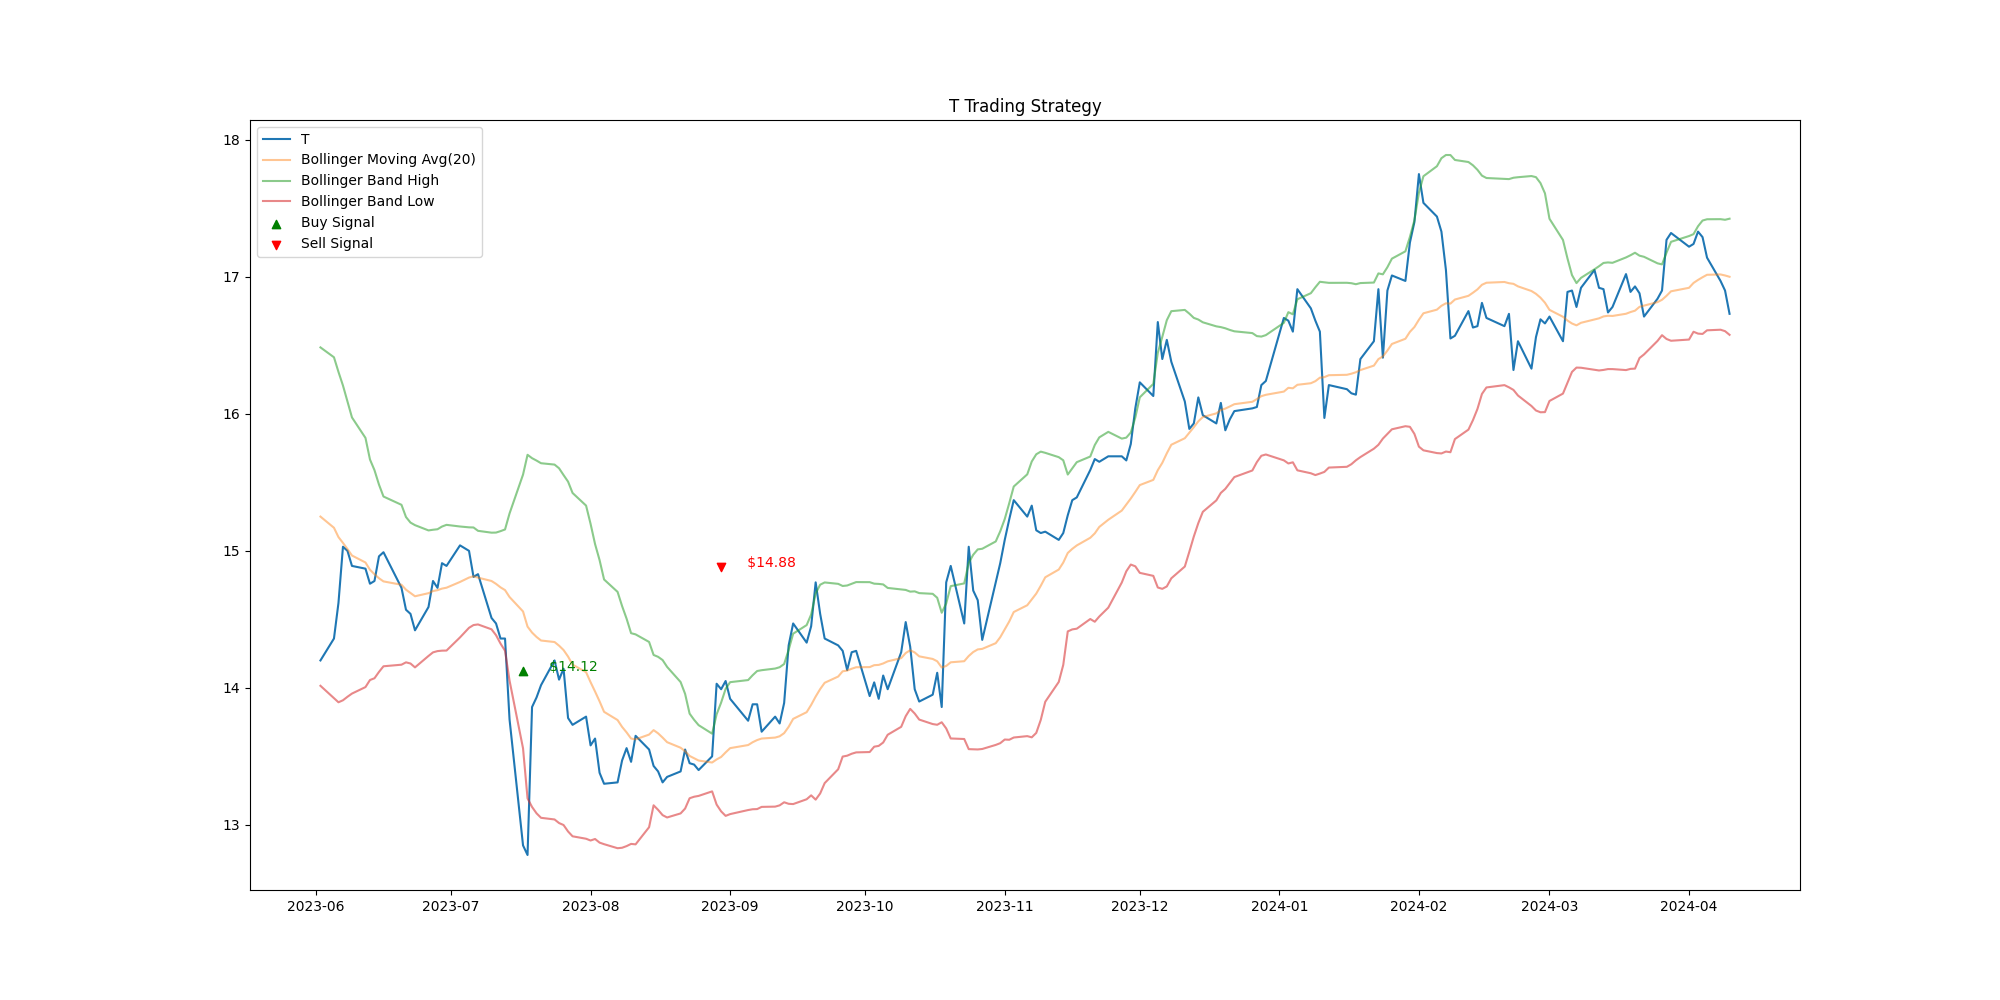 T Trading Strategy
T
Bollinger Moving Avg(20)
Bollinger Band High
Bollinger Band Low
Buy Signal
Sell Signal
18
17
16
15
14
13
$14.88
$14.12
2023-06 2023-07 2023-08 2023-09 2023-10 2023-11 2023-12 2024-01 2024-02 2024-03 2024-04